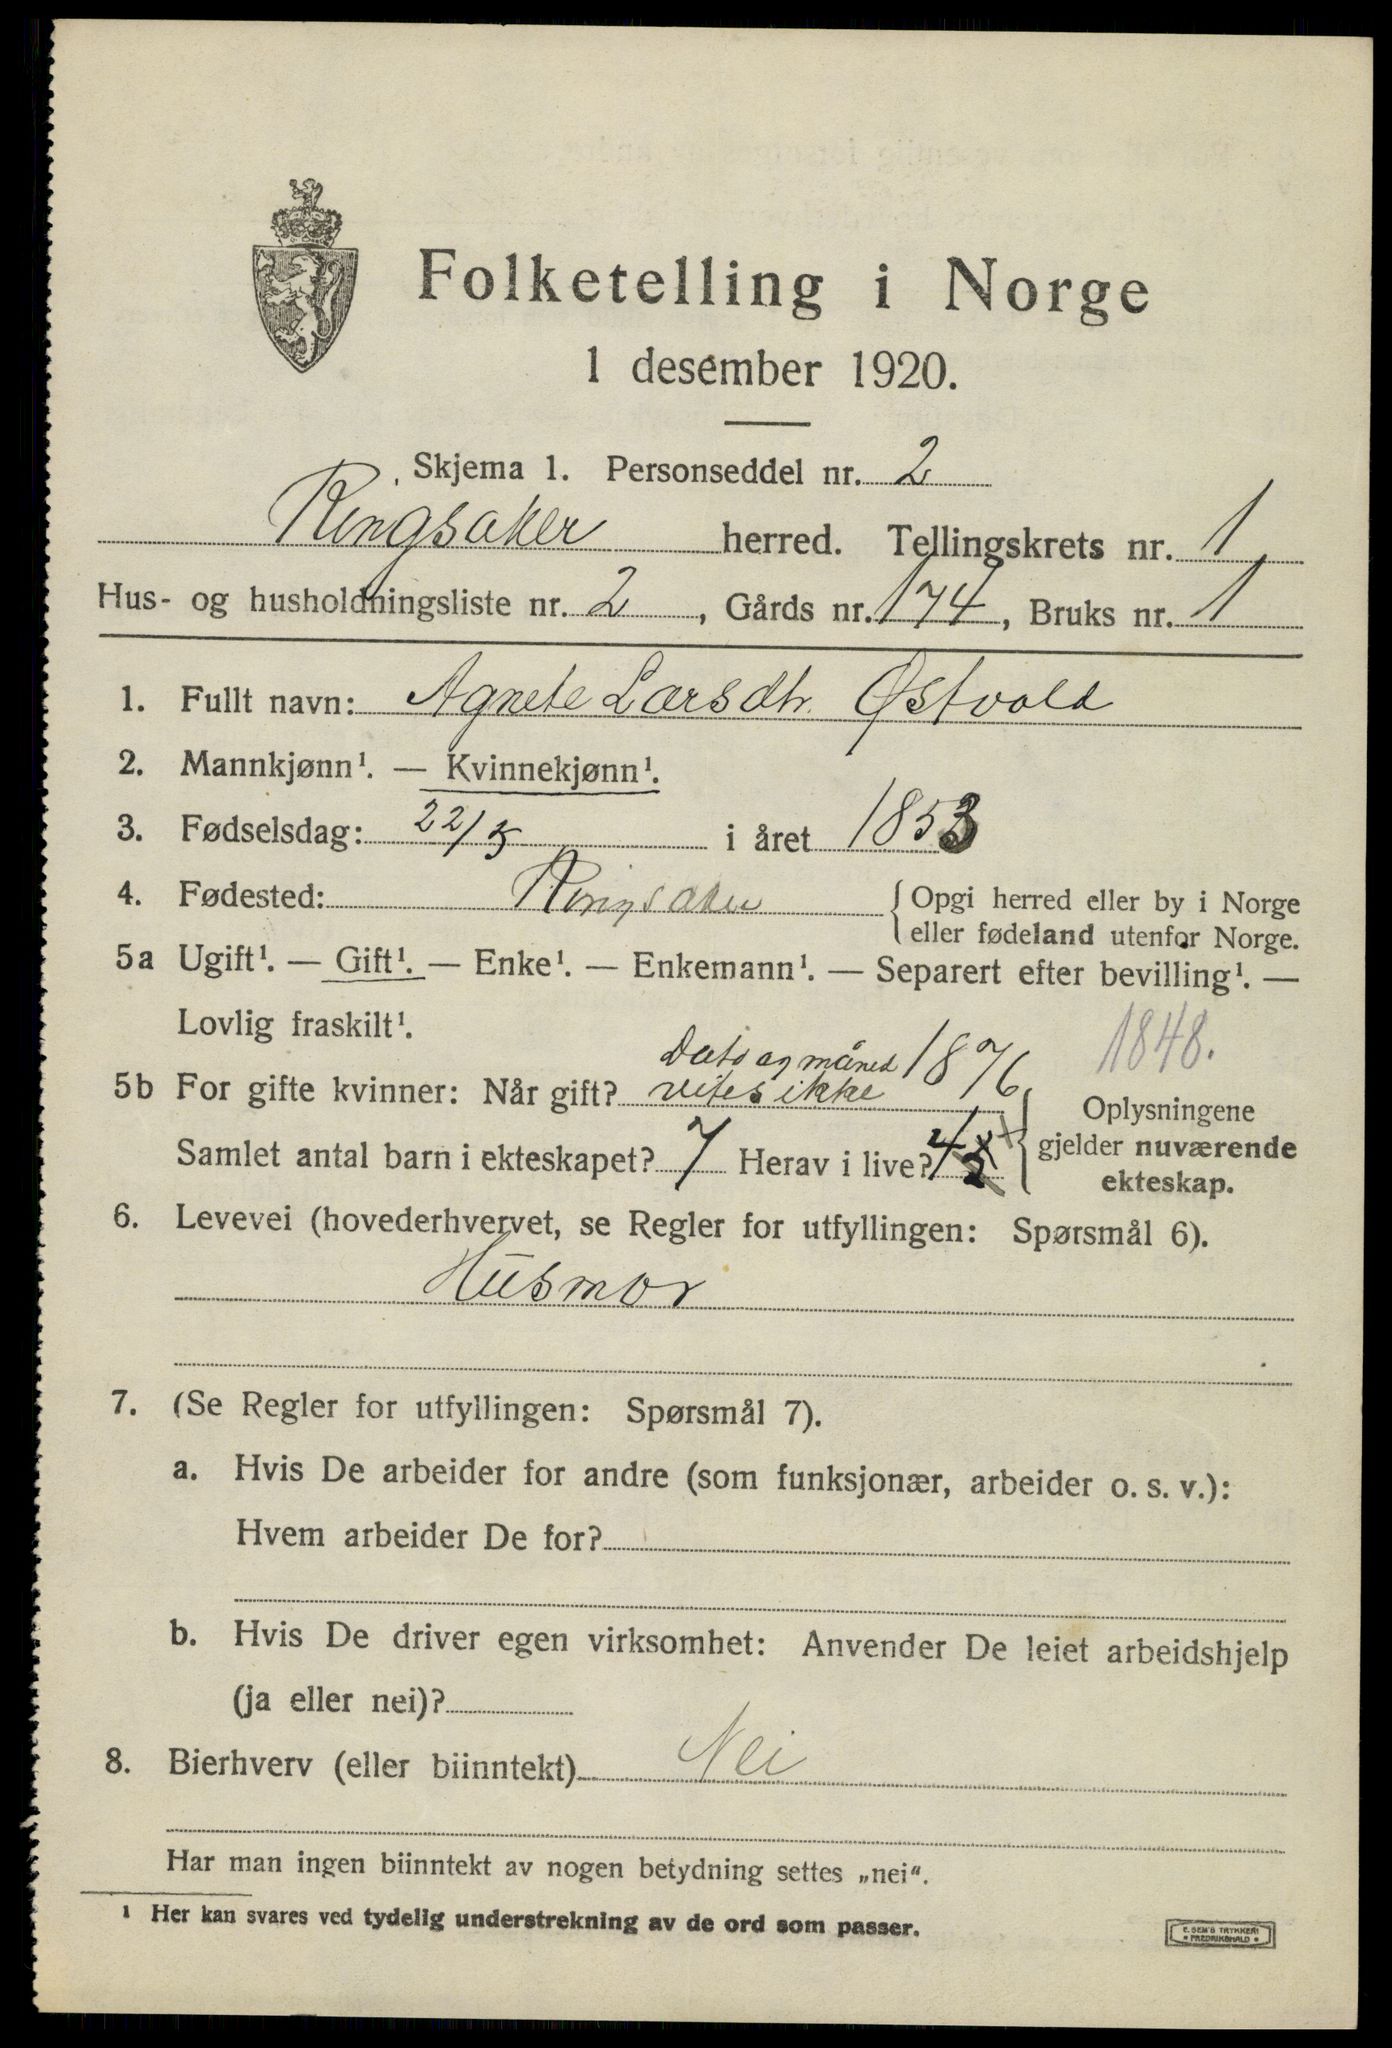 Folketelling i Norge
1 desember 1920.
Skjema 1. Personseddel nr. 2
Ringsaker herred. Tellingskrets nr. 1
Hus- og husholdningsliste nr. 2, Gårds nr. 174, Bruks nr. 1
1. Fullt navn: Agnete Larsdtr. Østvold
2. Mannkjønn¹. — Kvinnekjønn¹.
3. Fødselsdag: 22/5 i året 1853
4. Fødested: Ringsaker { Opgi herred eller by i Norge
eller fødeland utenfor Norge.
5a Ugift¹. — Gift¹. — Enke¹. — Enkemann¹. — Separert efter bevilling¹. —
Lovlig fraskilt¹.
1848.
Dato og måned 1876
5b For gifte kvinner: Når gift? vites ikke
Samlet antal barn i ekteskapet? 7 Herav i live? 4
Oplysningene
gjelder nuværende
ekteskap.
6. Levevei (hovederhvervet, se Regler for utfyllingen: Spørsmål 6).
Husmor
7. (Se Regler for utfyllingen: Spørsmål 7).
a. Hvis De arbeider for andre (som funksjonær, arbeider o. s. v.):
Hvem arbeider De for?
b. Hvis De driver egen virksomhet: Anvender De leiet arbeidshjelp
(ja eller nei)?
8. Bierhverv (eller biinntekt) Nei
Har man ingen biinntekt av nogen betydning settes „nei“.
¹ Her kan svares ved tydelig understrekning av de ord som passer.
E. SEM'S TRYKKERI
FREDRIKSHALD